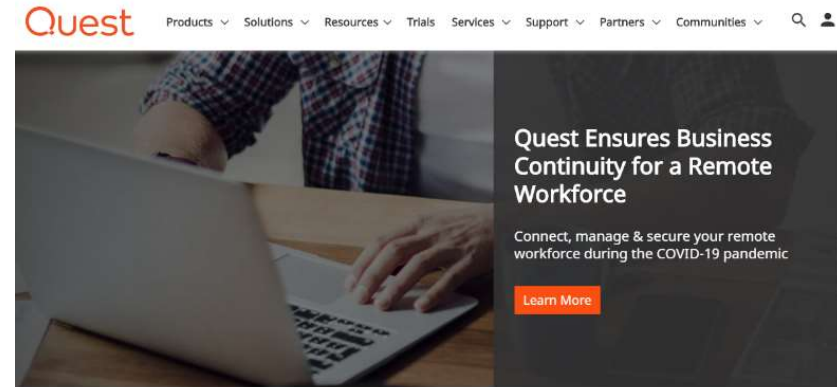 Quest
Products Solutions Resources Trials Services Support Partners Communities
Quest Ensures Business
Continuity for a Remote
Workforce
Connect, manage & secure your remote
workforce during the COVID-19 pandemic
Learn More